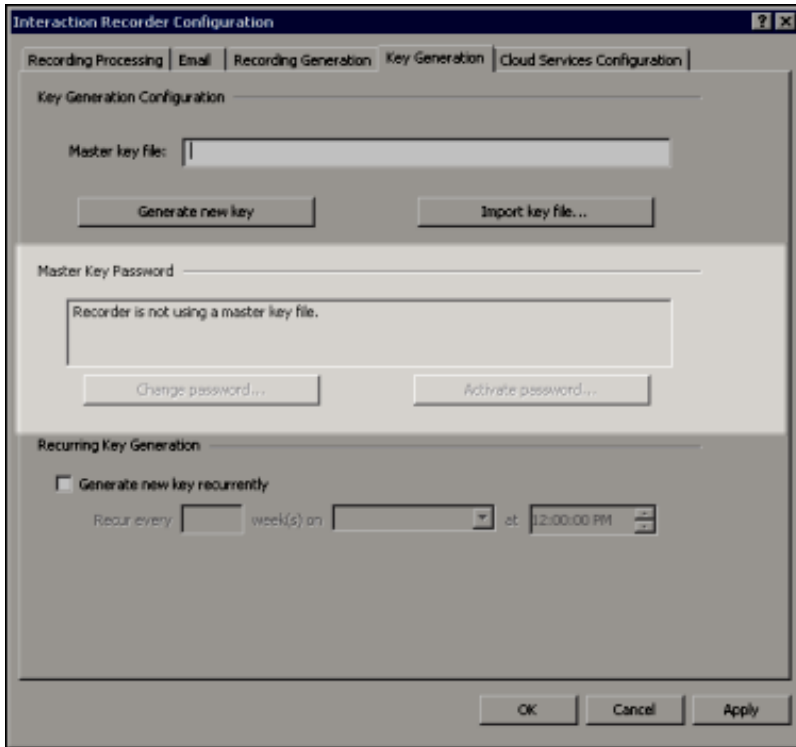 Interaction Recorder Configuration
Recording Processing Email Recording Generation Key Generation Cloud Services Configuration
Key Generation Configuration
Master key file:
Generate new key Import key file...
Master Key Password
Recorder is not using a master key file.
Change password... Activate password...
Recurring Key Generation
Generate new key recurrently
Recur every week(s) on at 12:00:00 PM
OK Cancel Apply